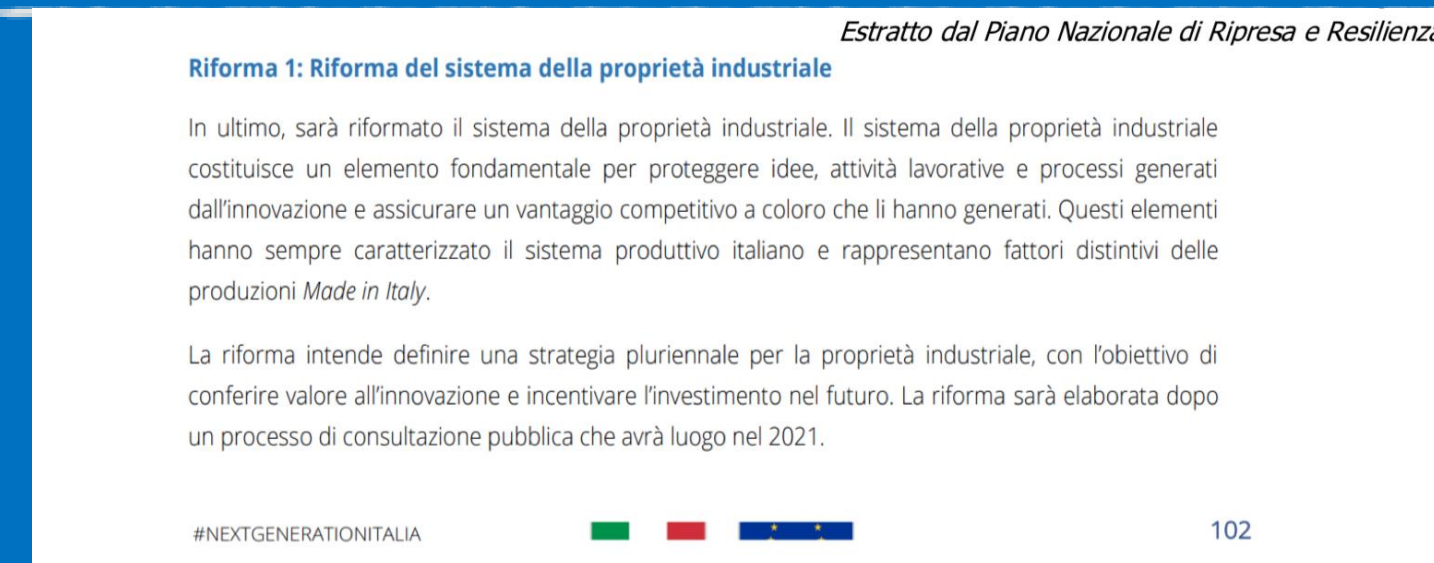 Estratto dal Piano Nazionale di Ripresa e Resilienza
Riforma 1: Riforma del sistema della proprietà industriale
In ultimo, sarà riformato il sistema della proprietà industriale. Il sistema della proprietà industriale
costituisce un elemento fondamentale per proteggere idee, attività lavorative e processi generati
dall'innovazione e assicurare un vantaggio competitivo a coloro che li hanno generati. Questi elementi
hanno sempre caratterizzato il sistema produttivo italiano e rappresentano fattori distintivi delle
produzioni Made in Italy.
La riforma intende definire una strategia pluriennale per la proprietà industriale, con l'obiettivo di
conferire valore all'innovazione e incentivare l'investimento nel futuro. La riforma sarà elaborata dopo
un processo di consultazione pubblica che avrà luogo nel 2021.
#NEXTGENERATIONITALIA
102